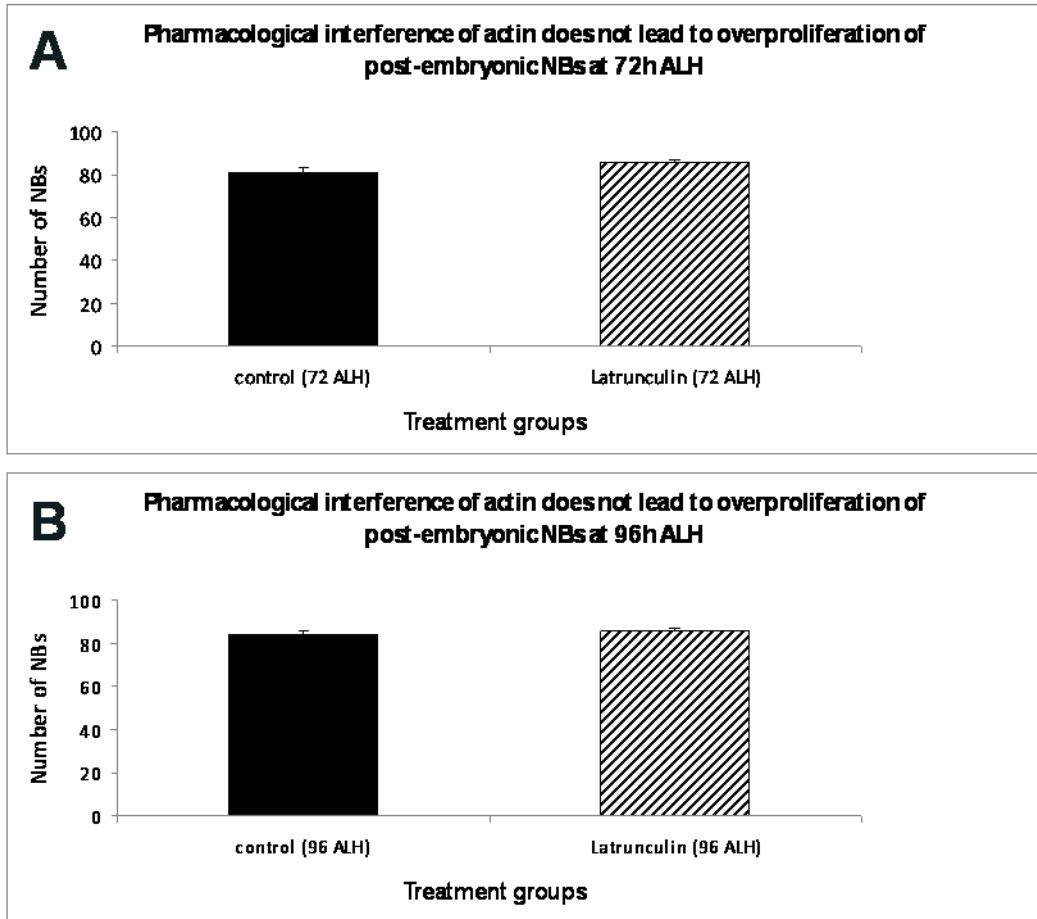 A
Pharmacological interference of actin does not lead to overproliferation of
post-embryonic NBs at 72h ALH
100
80
60
40
20
0
Number of NBs
control (72 ALH)
Latrunculin (72 ALH)
Treatment groups
B
Pharmacological interference of actin does not lead to overproliferation of
post-embryonic NBs at 96h ALH
100
80
60
40
20
0
Number of NBs
control (96 ALH)
Latrunculin (96 ALH)
Treatment groups